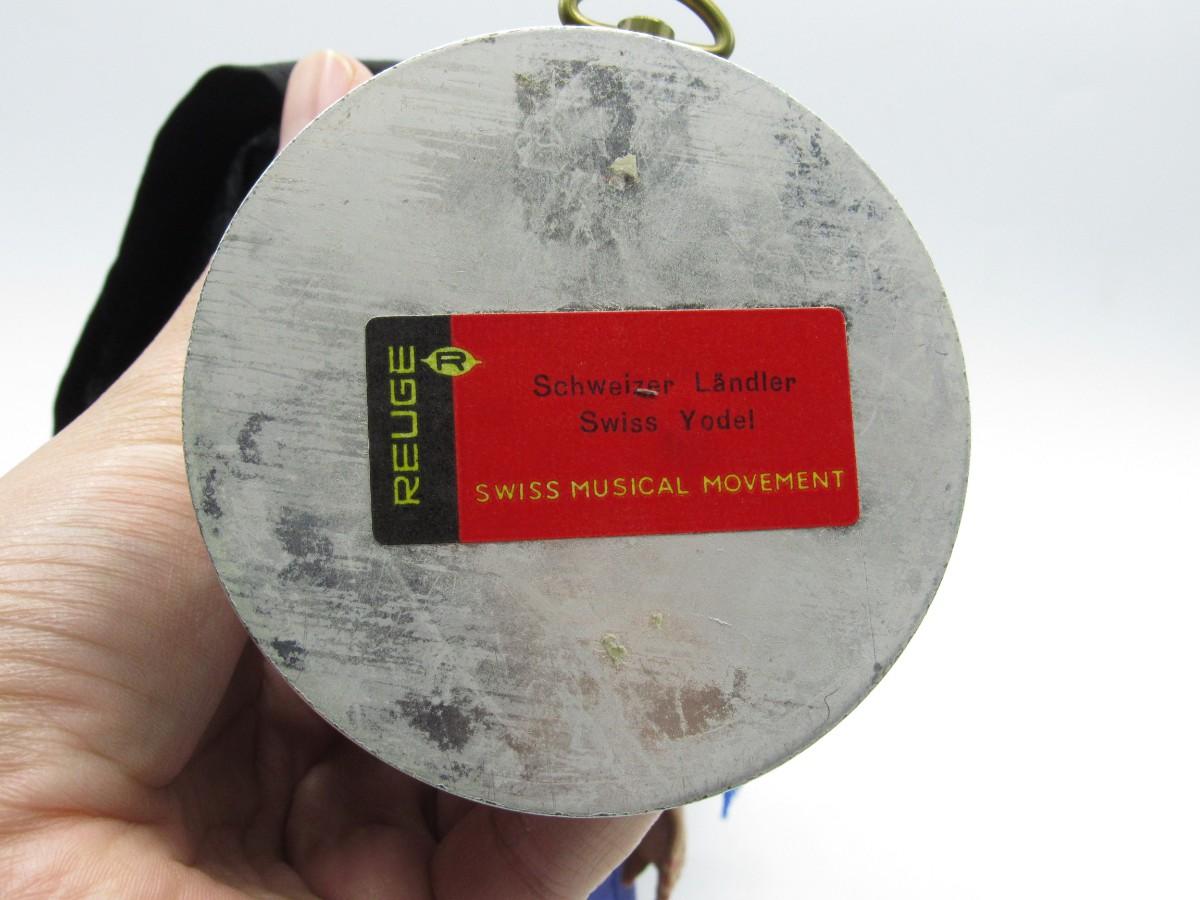 REUGE
R
Schweizer Ländler
Swiss Yodel
SWISS MUSICAL MOVEMENT